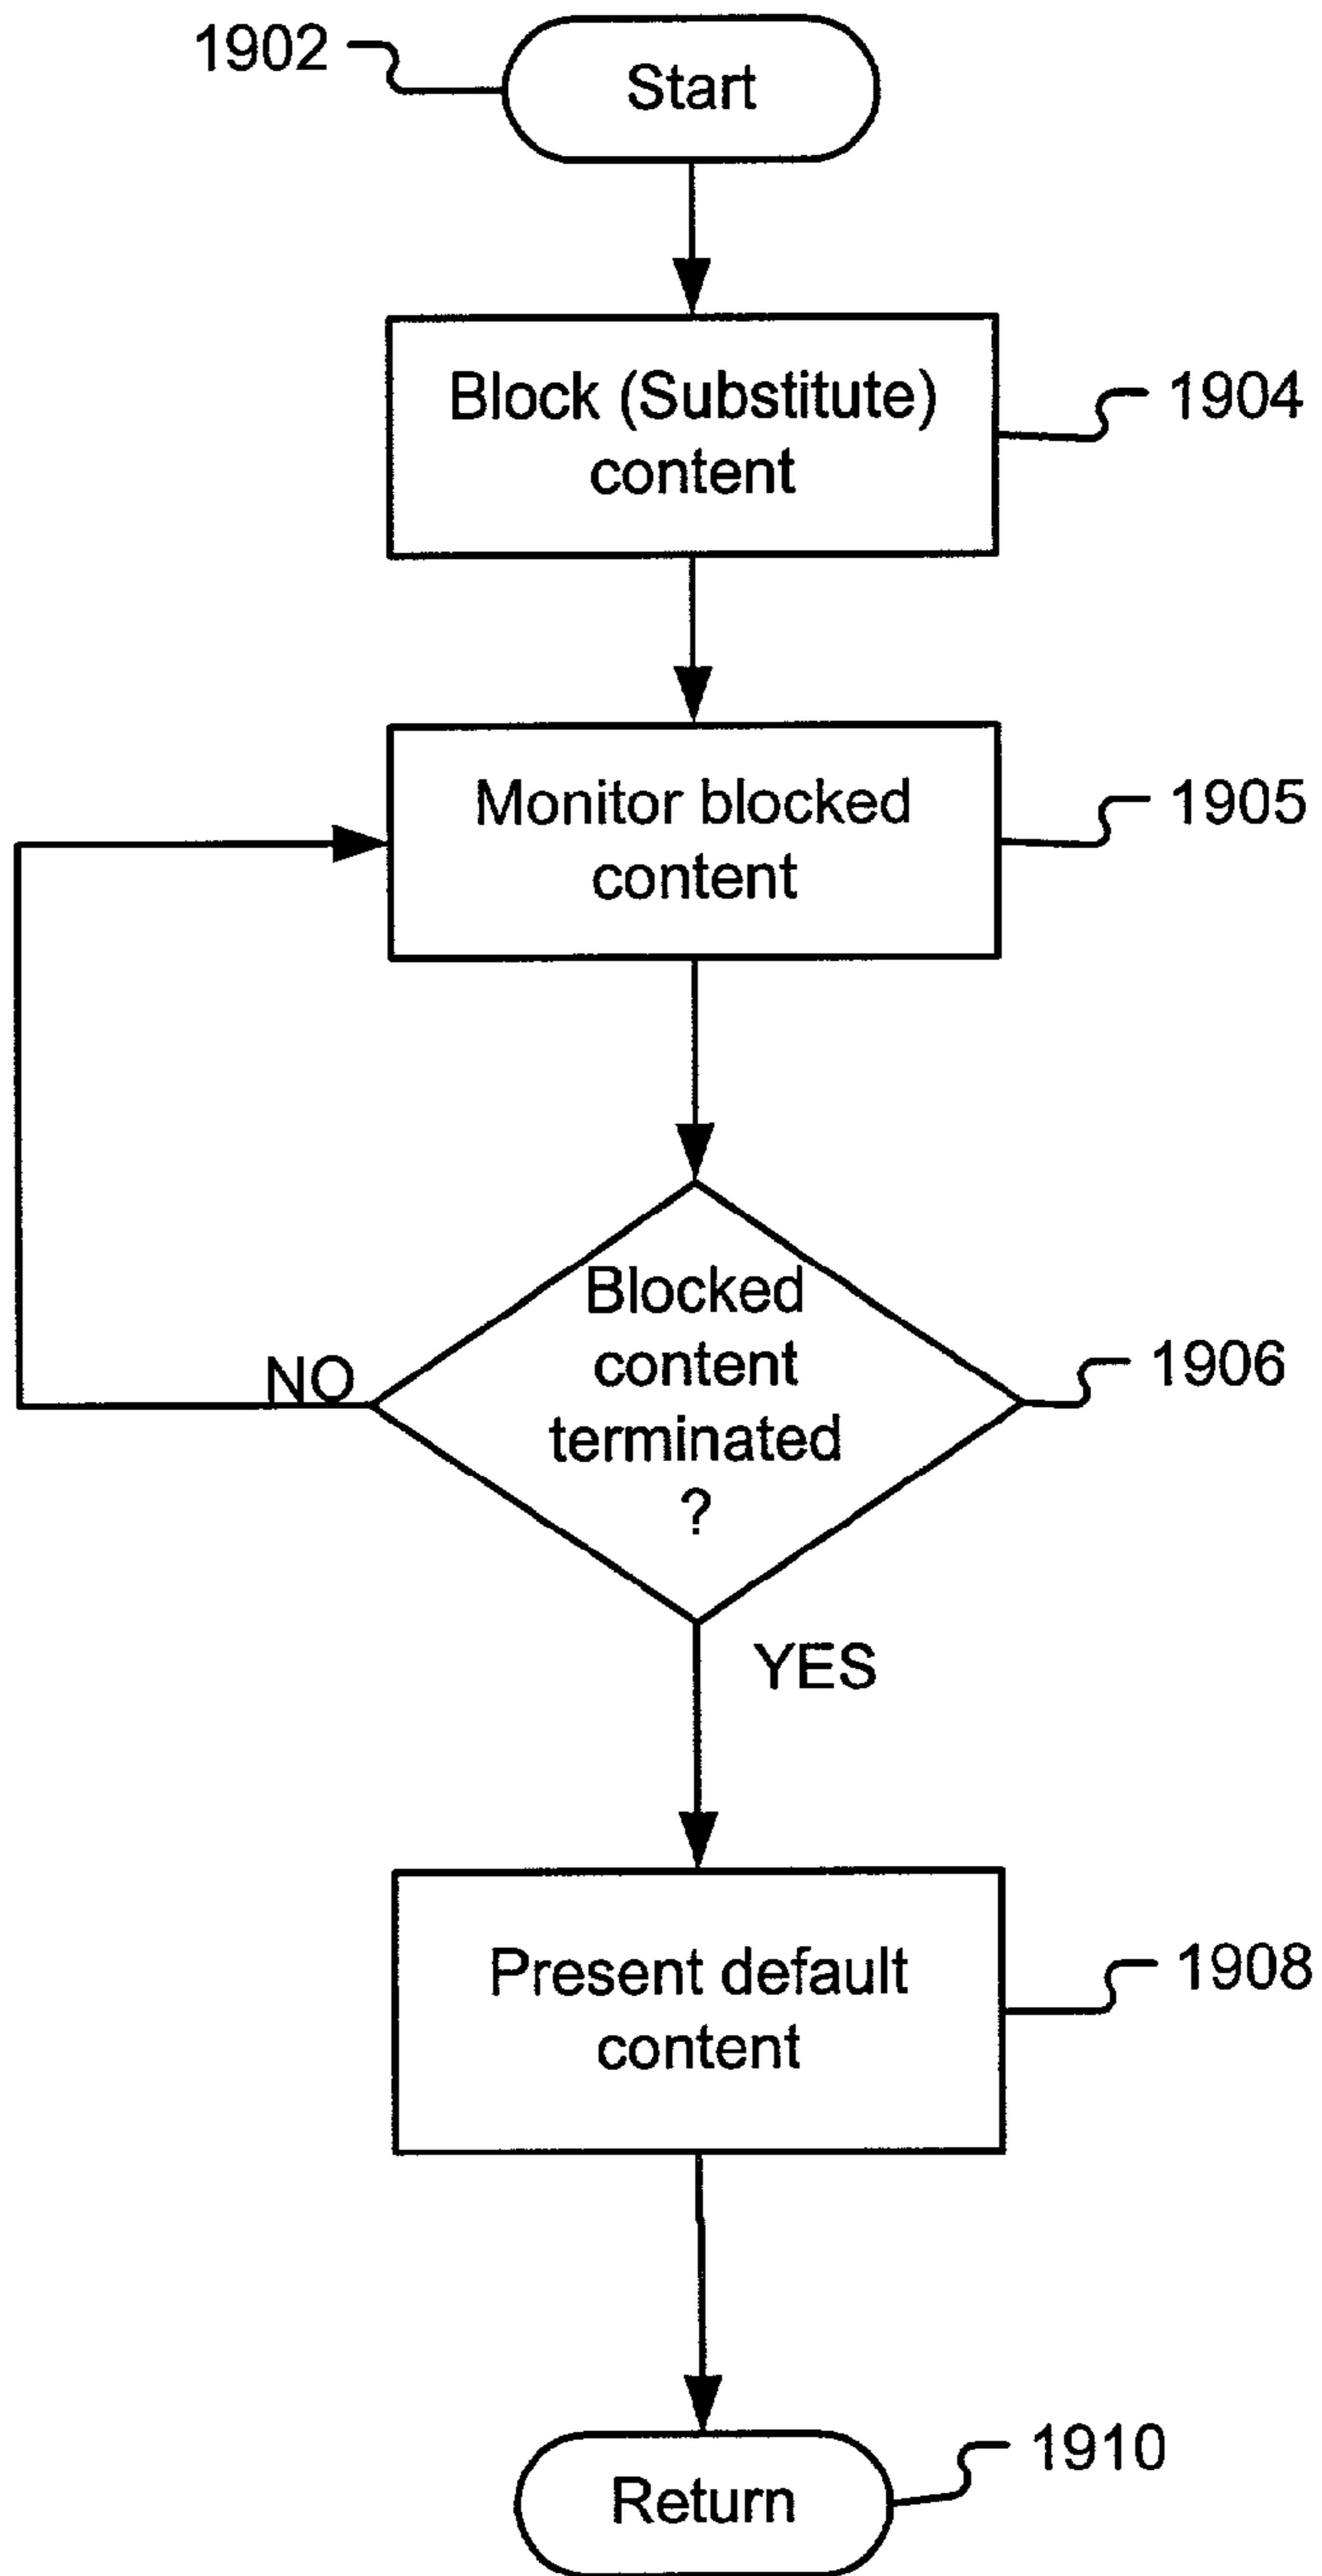 1902
Start
Block (Substitute)
content
1904
Monitor blocked
content
1905
Blocked
content
terminated
?
1906
NO
YES
Present default
content
1908
1910
Return